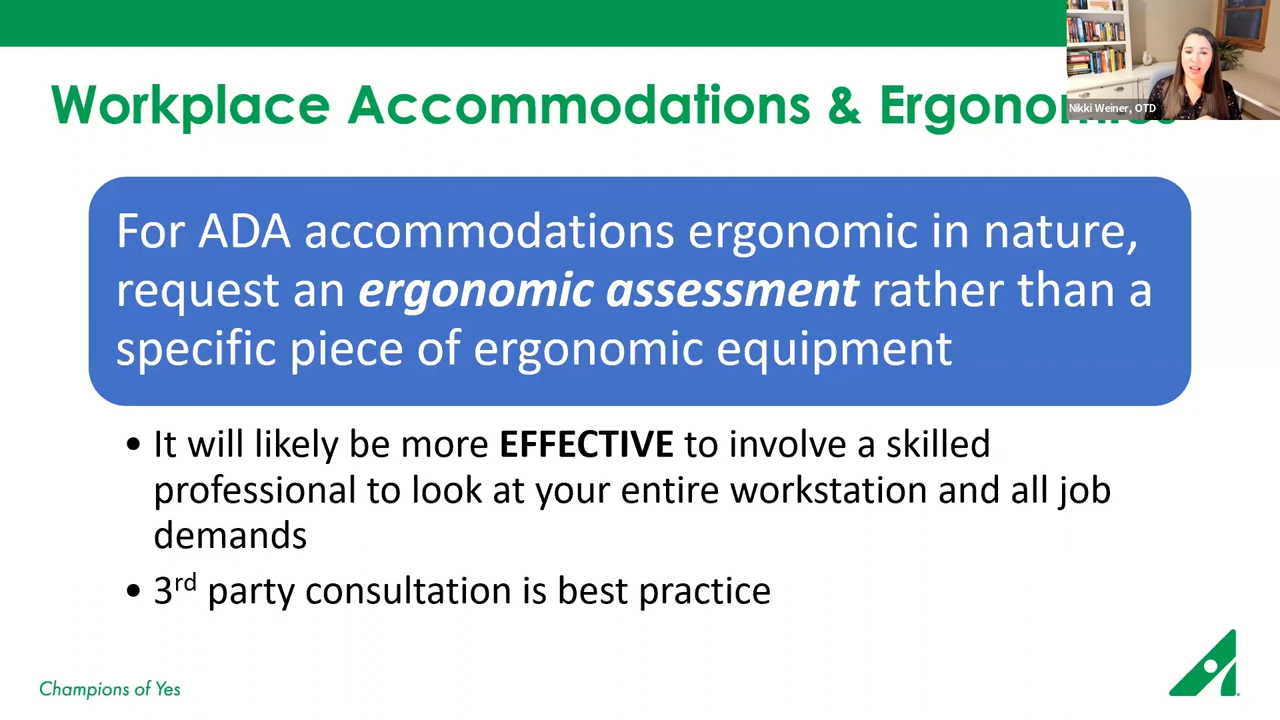 Workplace Accommodations & Ergonomics
Nikki Weiner, OTD
For ADA accommodations ergonomic in nature,
request an ergonomic assessment rather than a
specific piece of ergonomic equipment
• It will likely be more EFFECTIVE to involve a skilled
professional to look at your entire workstation and all job
demands
• 3rd party consultation is best practice
Champions of Yes